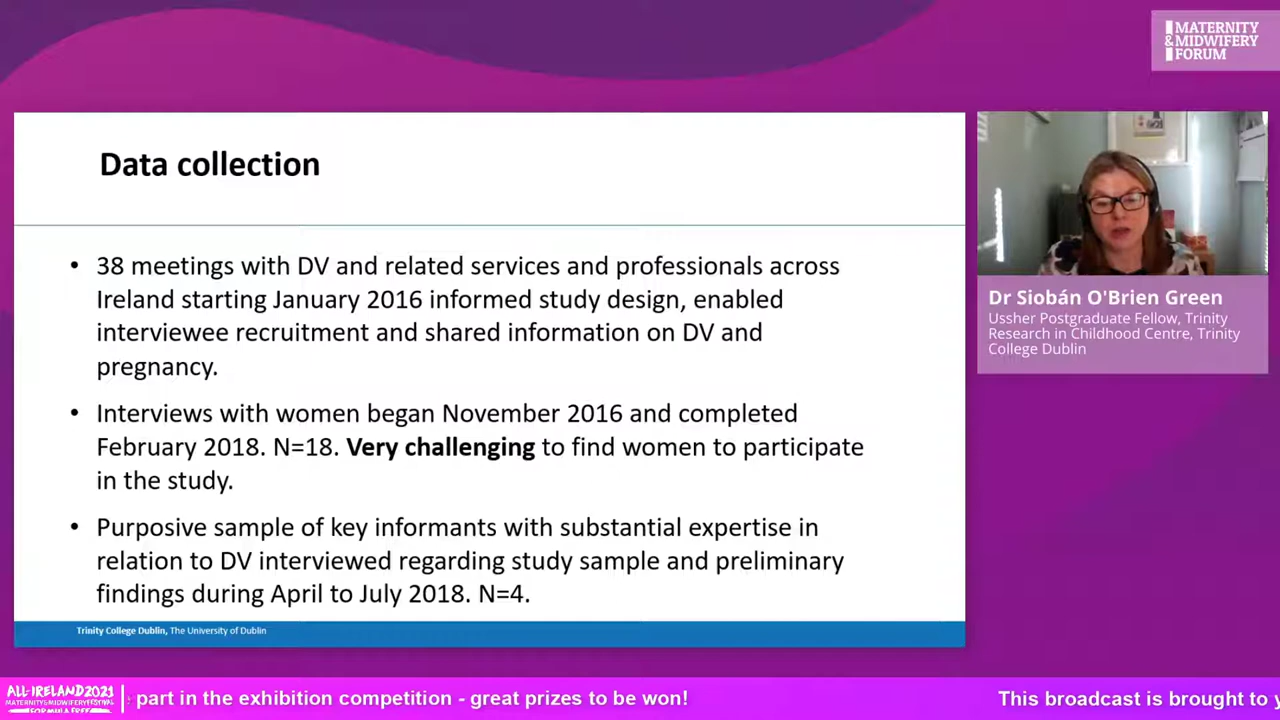 MATERNITY
&MIDWIFERY
FORUM
Data collection
• 38 meetings with DV and related services and professionals across
Ireland starting January 2016 informed study design, enabled
interviewee recruitment and shared information on DV and
pregnancy.
• Interviews with women began November 2016 and completed
February 2018. N=18. Very challenging to find women to participate
in the study.
• Purposive sample of key informants with substantial expertise in
relation to DV interviewed regarding study sample and preliminary
findings during April to July 2018. N=4.
Trinity College Dublin, The University of Dublin
Dr Siobán O'Brien Green
Ussher Postgraduate Fellow, Trinity
Research in Childhood Centre, Trinity
College Dublin
ALL-IRELAND2021
MATERNITY&MIDWIFERYFESTIVAL
FORMULA FREE
part in the exhibition competition - great prizes to be won!
This broadcast is brought to